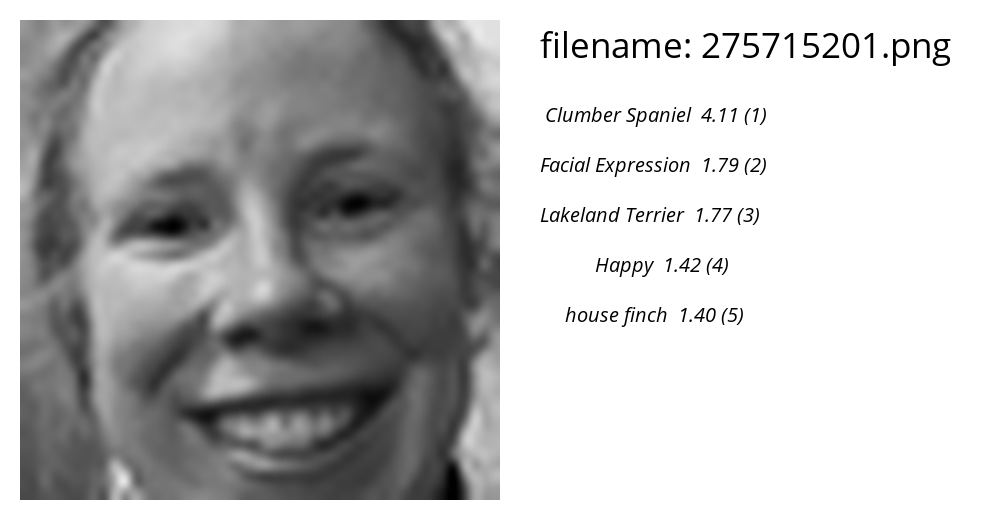 filename: 275715201.png
Clumber Spaniel 4.11 (1)
Facial Expression 1.79 (2)
Lakeland Terrier 1.77 (3)
Happy 1.42 (4)
house finch 1.40 (5)